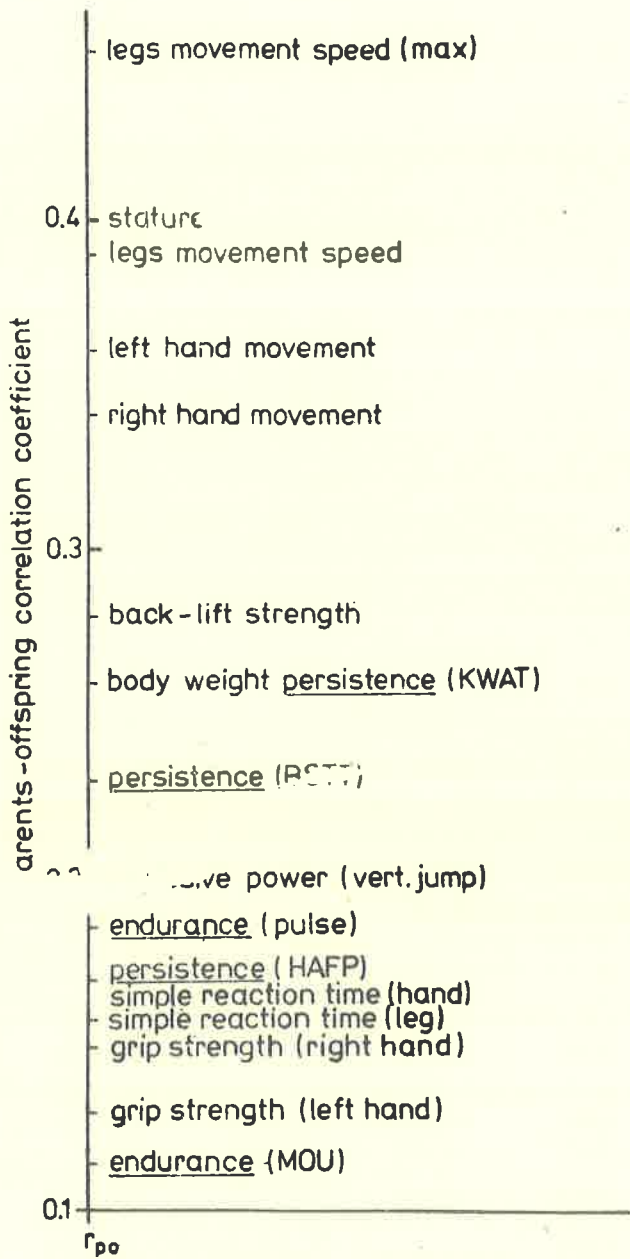 legs movement speed (max)
0.4 stature
legs movement speed
left hand movement
right hand movement
0.3
back-lift strength
body weight persistence (KWAT)
persistence
power (vert. jump)
endurance (pulse)
persistence (HAFP)
simple reaction time (hand)
simple reaction time (leg)
grip strength (right hand)
grip strength (left hand)
endurance (MOU)
0.1
rpo
arents-offspring correlation coefficient